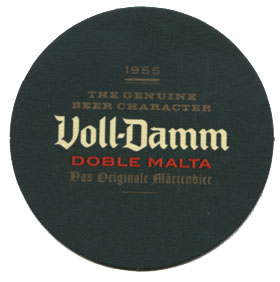 1955
THE GENUINE
BEER CHARACTER
Voll-Damm
DOBLE MALTA
Das Originale Märzenbier